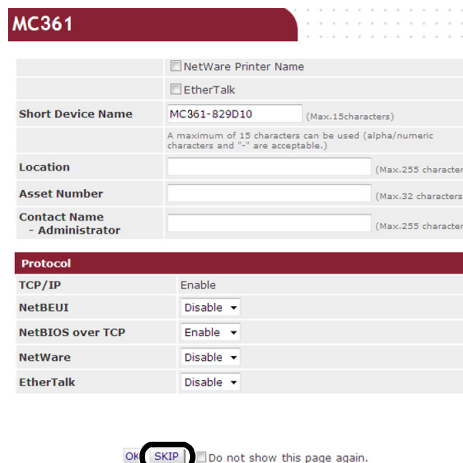 MC361
NetWare Printer Name
EtherTalk
Short Device Name MC361-829D10 (Max.15characters)
A maximum of 15 characters can be used (alpha/numeric
characters and "-" are acceptable.)
Location (Max.255 character
Asset Number (Max.32 characters
Contact Name
- Administrator (Max.255 character
Protocol
TCP/IP Enable
NetBEUI Disable
NetBIOS over TCP Enable
NetWare Disable
EtherTalk Disable
OK SKIP Do not show this page again.